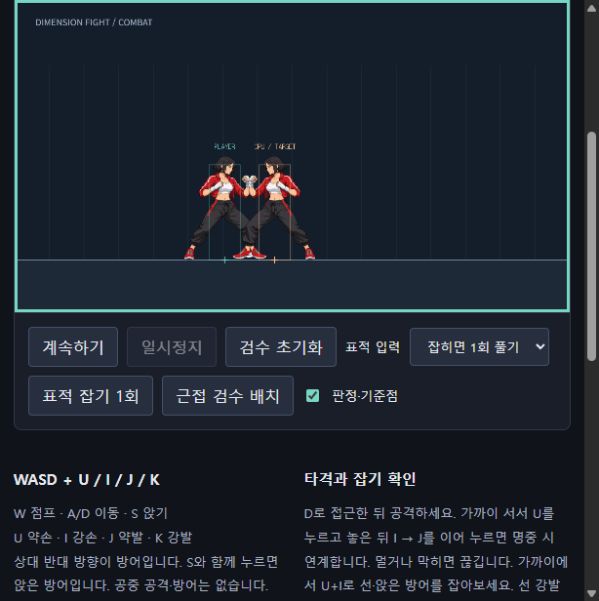 DIMENSION FIGHT / COMBAT
PLAYER
CPU / TARGET
계속하기
일시정지
검수 초기화
표적 입력
잡히면 1회 풀기
표적 잡기 1회
근접 검수 배치
판정·기준점
WASD + U / I / J / K
W 점프 · A/D 이동 · S 앉기
U 약손 · I 강손 · J 약발 · K 강발
상대 반대 방향이 방어입니다. S와 함께 누르면
앉은 방어입니다. 공중 공격·방어는 없습니다.
타격과 잡기 확인
D로 접근한 뒤 공격하세요. 가까이 서서 U를
누르고 놓은 뒤 I → J를 이어 누르면 명중 시
연계합니다. 멀거나 막히면 끊깁니다. 가까이에
서 U+I로 선·앉은 방어를 잡아보세요. 선 강발